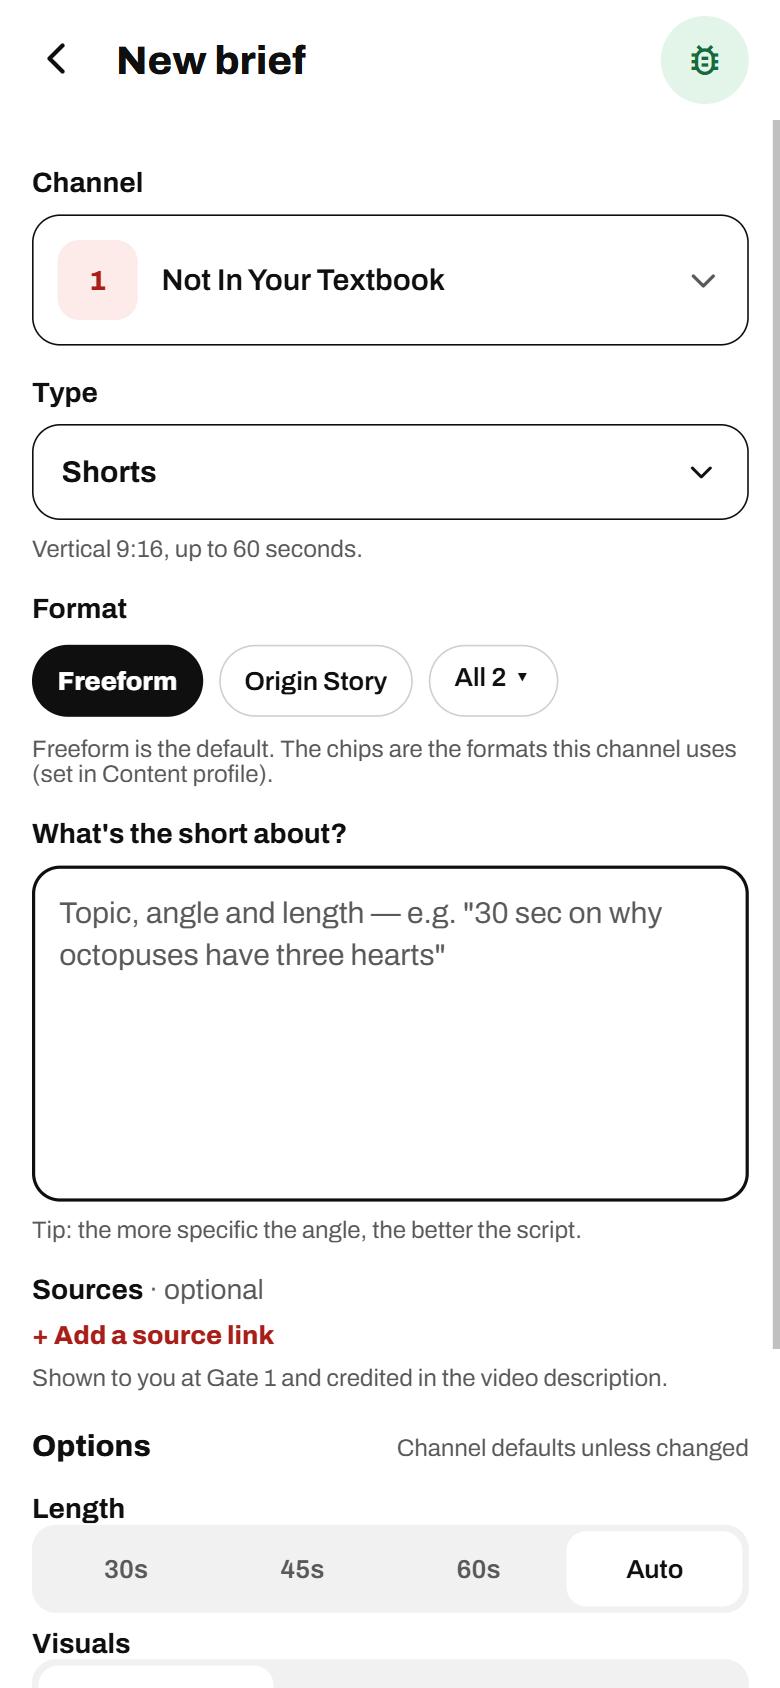 New brief
Channel
1
Not In Your Textbook
Type
Shorts
Vertical 9:16, up to 60 seconds.
Format
Freeform
Origin Story
All 2 ▾
Freeform is the default. The chips are the formats this channel uses
(set in Content profile).
What's the short about?
Topic, angle and length — e.g. "30 sec on why
octopuses have three hearts"
Tip: the more specific the angle, the better the script.
Sources · optional
+ Add a source link
Shown to you at Gate 1 and credited in the video description.
Options
Channel defaults unless changed
Length
30s
45s
60s
Auto
Visuals